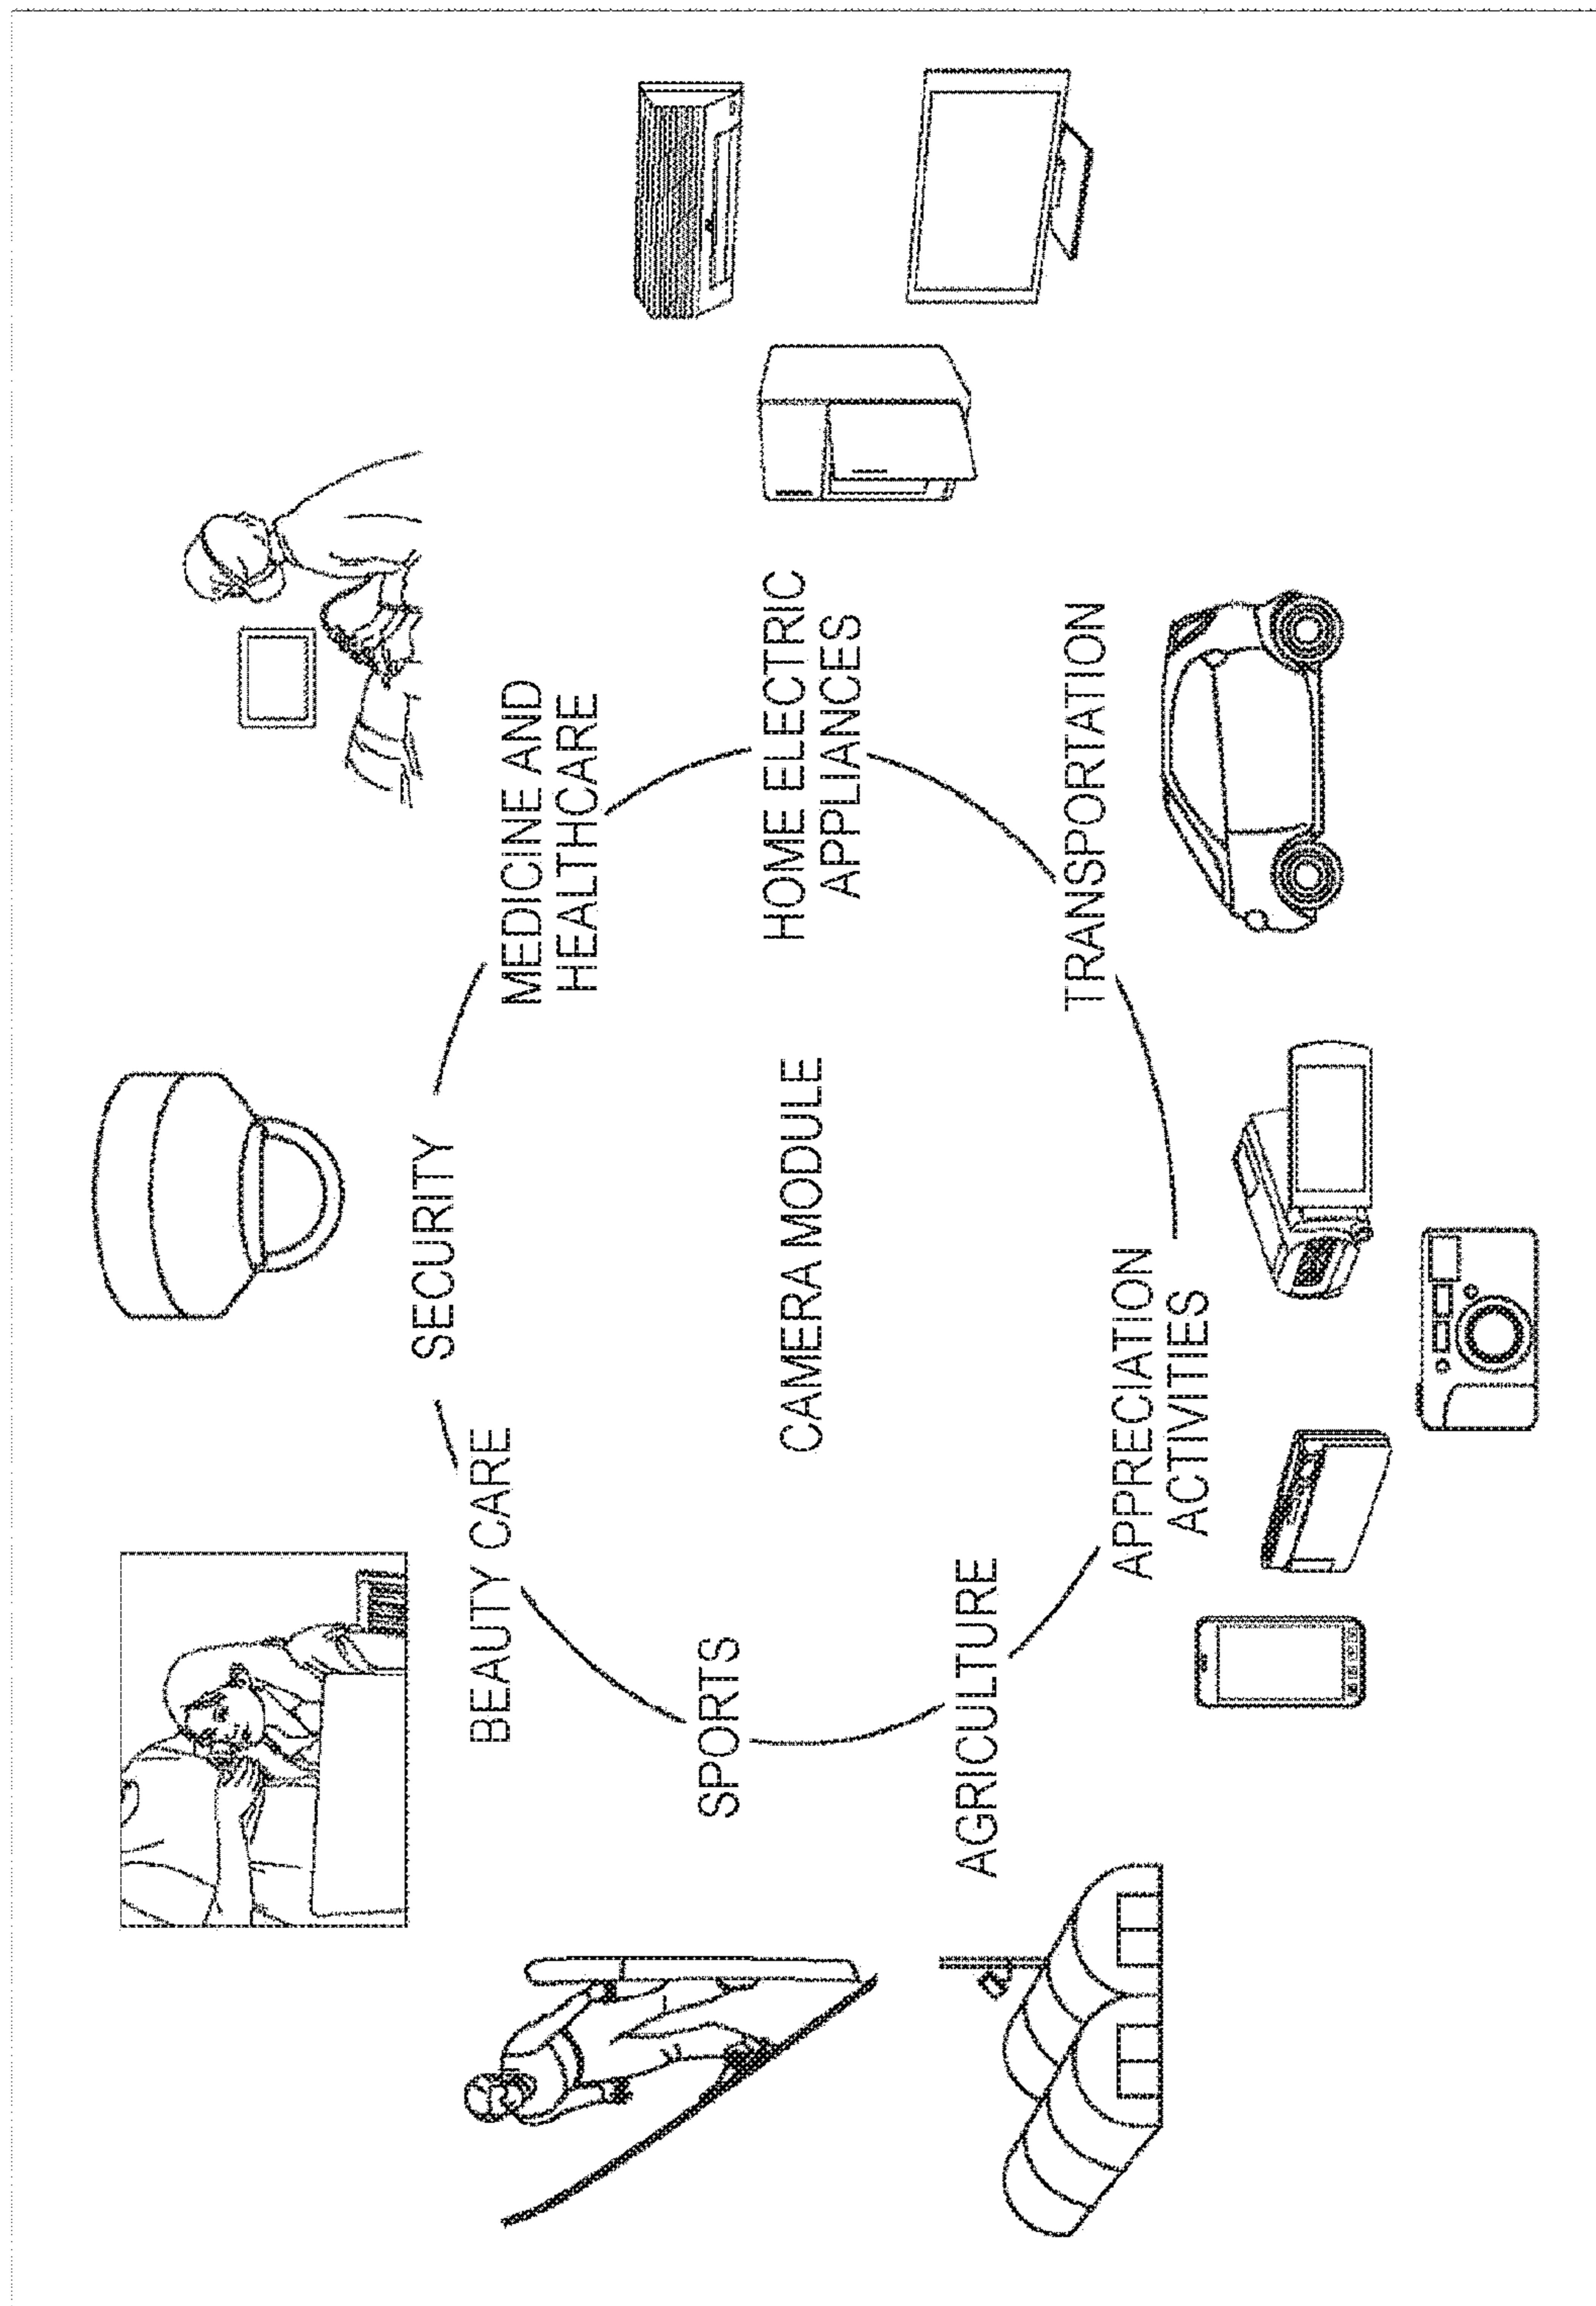 SECURITY
BEAUTY CARE
MEDICINE AND
HEALTHCARE
SPORTS
HOME ELECTRIC
APPLIANCES
CAMERA MODULE
AGRICULTURE
TRANSPORTATION
APPRECIATION
ACTIVITIES